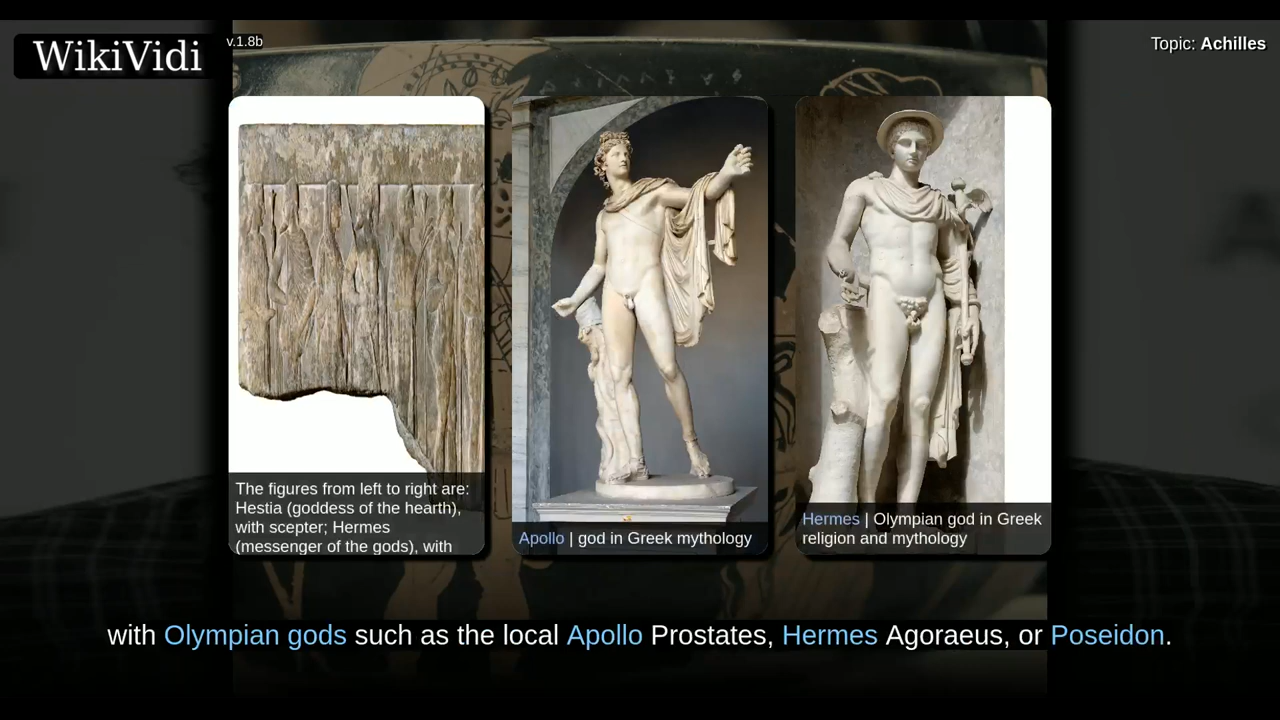 WikiVidi
v.1.8b
Topic: Achilles
The figures from left to right are:
Hestia (goddess of the hearth),
with scepter; Hermes
(messenger of the gods), with
Apollo | god in Greek mythology
Hermes | Olympian god in Greek
religion and mythology
with Olympian gods such as the local Apollo Prostates, Hermes Agoraeus, or Poseidon.